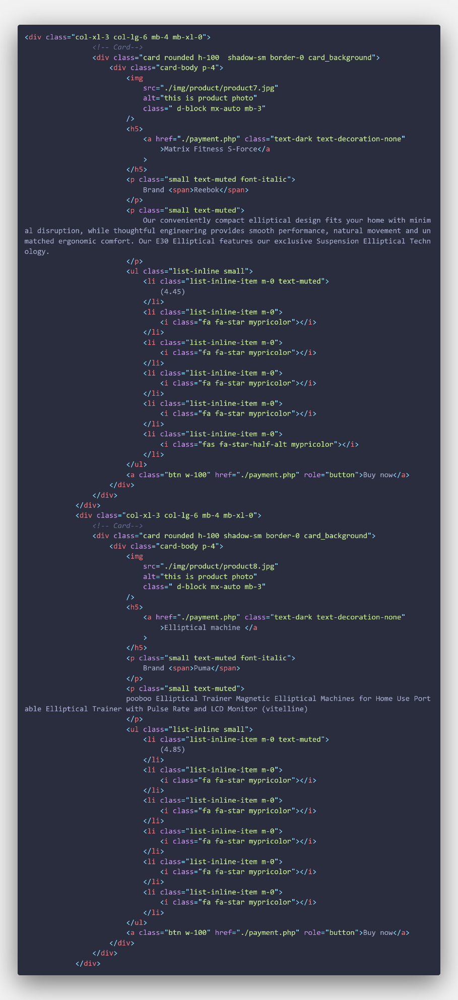 <div class="col-xl-3 col-lg-6 mb-4 mb-xl-0">
                <!-- Card-->
                <div class="card rounded h-100  shadow-sm border-0 card_background">
                    <div class="card-body p-4">
                        <img
                            src="./img/product/product7.jpg"
                            alt="this is product photo"
                            class=" d-block mx-auto mb-3"
                        />
                        <h5>
                            <a href="./payment.php" class="text-dark text-decoration-none"
                                >Matrix Fitness S-Force</a
                            >
                        </h5>
                        <p class="small text-muted font-italic">
                            Brand <span>Reebok</span>
                        </p>
                        <p class="small text-muted">
                            Our conveniently compact elliptical design fits your home with minim
al disruption, while thoughtful engineering provides smooth performance, natural movement and un
matched ergonomic comfort. Our E30 Elliptical features our exclusive Suspension Elliptical Techn
ology.
                        </p>
                        <ul class="list-inline small">
                            <li class="list-inline-item m-0 text-muted">
                                (4.45)
                            </li>
                            <li class="list-inline-item m-0">
                                <i class="fa fa-star mypricolor"></i>
                            </li>
                            <li class="list-inline-item m-0">
                                <i class="fa fa-star mypricolor"></i>
                            </li>
                            <li class="list-inline-item m-0">
                                <i class="fa fa-star mypricolor"></i>
                            </li>
                            <li class="list-inline-item m-0">
                                <i class="fa fa-star mypricolor"></i>
                            </li>
                            <li class="list-inline-item m-0">
                                <i class="fas fa-star-half-alt mypricolor"></i>
                            </li>
                        </ul>
                        <a class="btn w-100" href="./payment.php" role="button">Buy now</a>
                    </div>
                </div>
            </div>
            <div class="col-xl-3 col-lg-6 mb-4 mb-xl-0">
                <!-- Card-->
                <div class="card rounded h-100 shadow-sm border-0 card_background">
                    <div class="card-body p-4">
                        <img
                            src="./img/product/product8.jpg"
                            alt="this is product photo"
                            class=" d-block mx-auto mb-3"
                        />
                        <h5>
                            <a href="./payment.php" class="text-dark text-decoration-none"
                                >Elliptical machine </a
                            >
                        </h5>
                        <p class="small text-muted font-italic">
                            Brand <span>Puma</span>
                        </p>
                        <p class="small text-muted">
                        pooboo Elliptical Trainer Magnetic Elliptical Machines for Home Use Port
able Elliptical Trainer with Pulse Rate and LCD Monitor (vitelline)
                        </p>
                        <ul class="list-inline small">
                            <li class="list-inline-item m-0 text-muted">
                                (4.85)
                            </li>
                            <li class="list-inline-item m-0">
                                <i class="fa fa-star mypricolor"></i>
                            </li>
                            <li class="list-inline-item m-0">
                                <i class="fa fa-star mypricolor"></i>
                            </li>
                            <li class="list-inline-item m-0">
                                <i class="fa fa-star mypricolor"></i>
                            </li>
                            <li class="list-inline-item m-0">
                                <i class="fa fa-star mypricolor"></i>
                            </li>
                            <li class="list-inline-item m-0">
                                <i class="fa fa-star mypricolor"></i>
                            </li>
                        </ul>
                        <a class="btn w-100" href="./payment.php" role="button">Buy now</a>
                    </div>
                </div>
            </div>